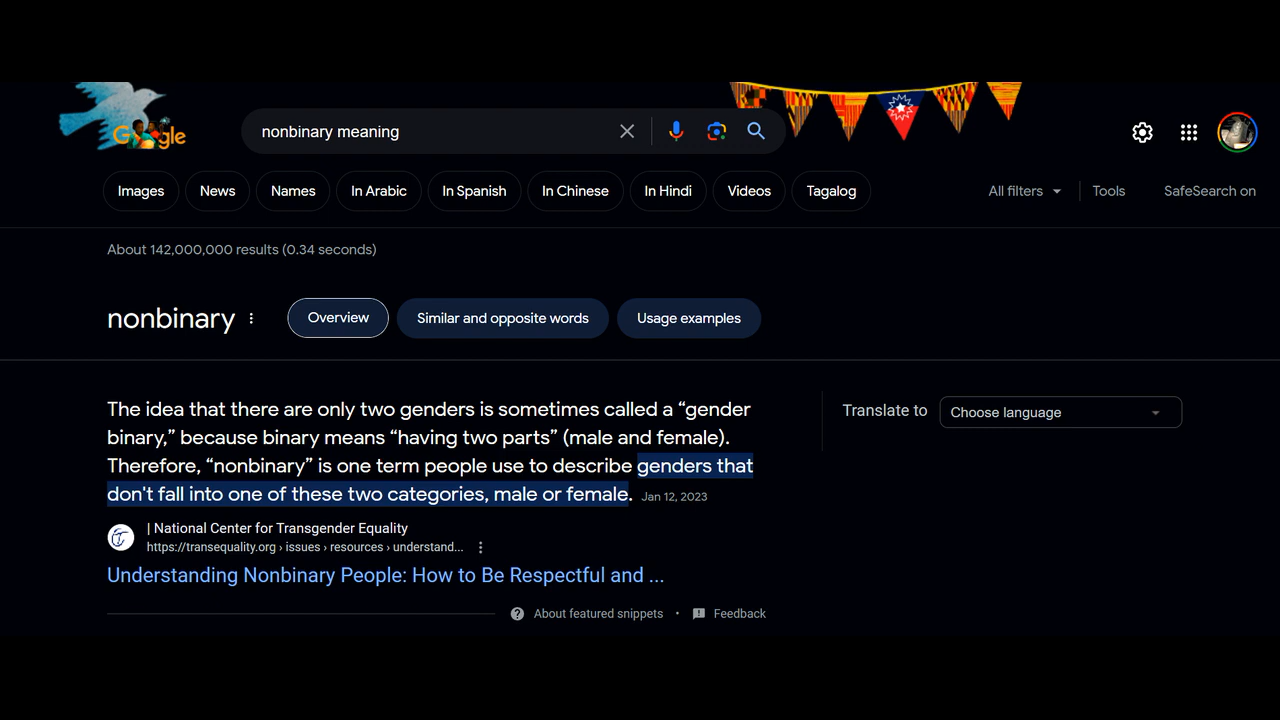 Google
nonbinary meaning
Images
News
Names
In Arabic
In Spanish
In Chinese
In Hindi
Videos
Tagalog
All filters
Tools
SafeSearch on
About 142,000,000 results (0.34 seconds)
nonbinary
Overview
Similar and opposite words
Usage examples
The idea that there are only two genders is sometimes called a “gender
binary,” because binary means “having two parts” (male and female).
Therefore, “nonbinary” is one term people use to describe genders that
don't fall into one of these two categories, male or female. Jan 12, 2023
Translate to
Choose language
| National Center for Transgender Equality
https://transequality.org › issues › resources › understand...
Understanding Nonbinary People: How to Be Respectful and ...
About featured snippets • Feedback